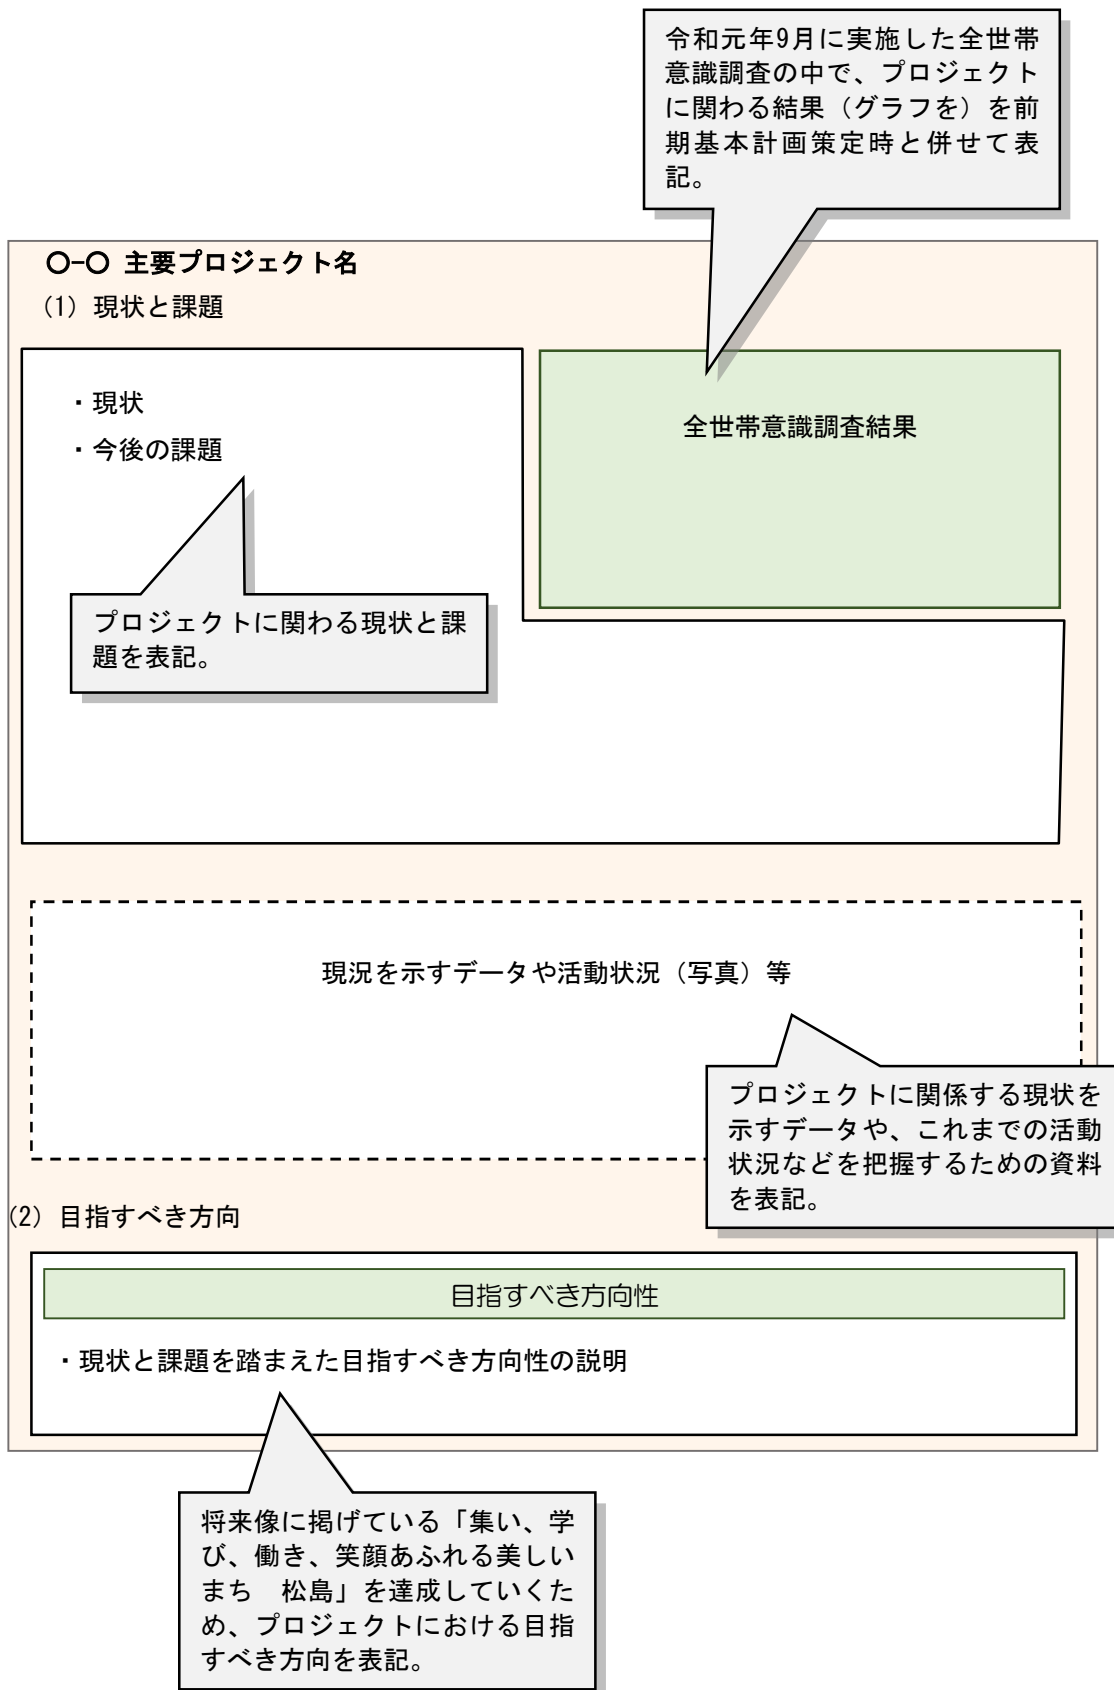 令和元年9月に実施した全世帯
意識調査の中で、プロジェクト
に関わる結果（グラフを）を前
期基本計画策定時と併せて表
記。
〇-〇 主要プロジェクト名
(1) 現状と課題
・現状
・今後の課題
全世帯意識調査結果
プロジェクトに関わる現状と課
題を表記。
現況を示すデータや活動状況（写真）等
プロジェクトに関係する現状を
示すデータや、これまでの活動
状況などを把握するための資料
を表記。
(2) 目指すべき方向
目指すべき方向性
・現状と課題を踏まえた目指すべき方向性の説明
将来像に掲げている「集い、学
び、働き、笑顔あふれる美しい
まち　松島」を達成していくた
め、プロジェクトにおける目指
すべき方向を表記。